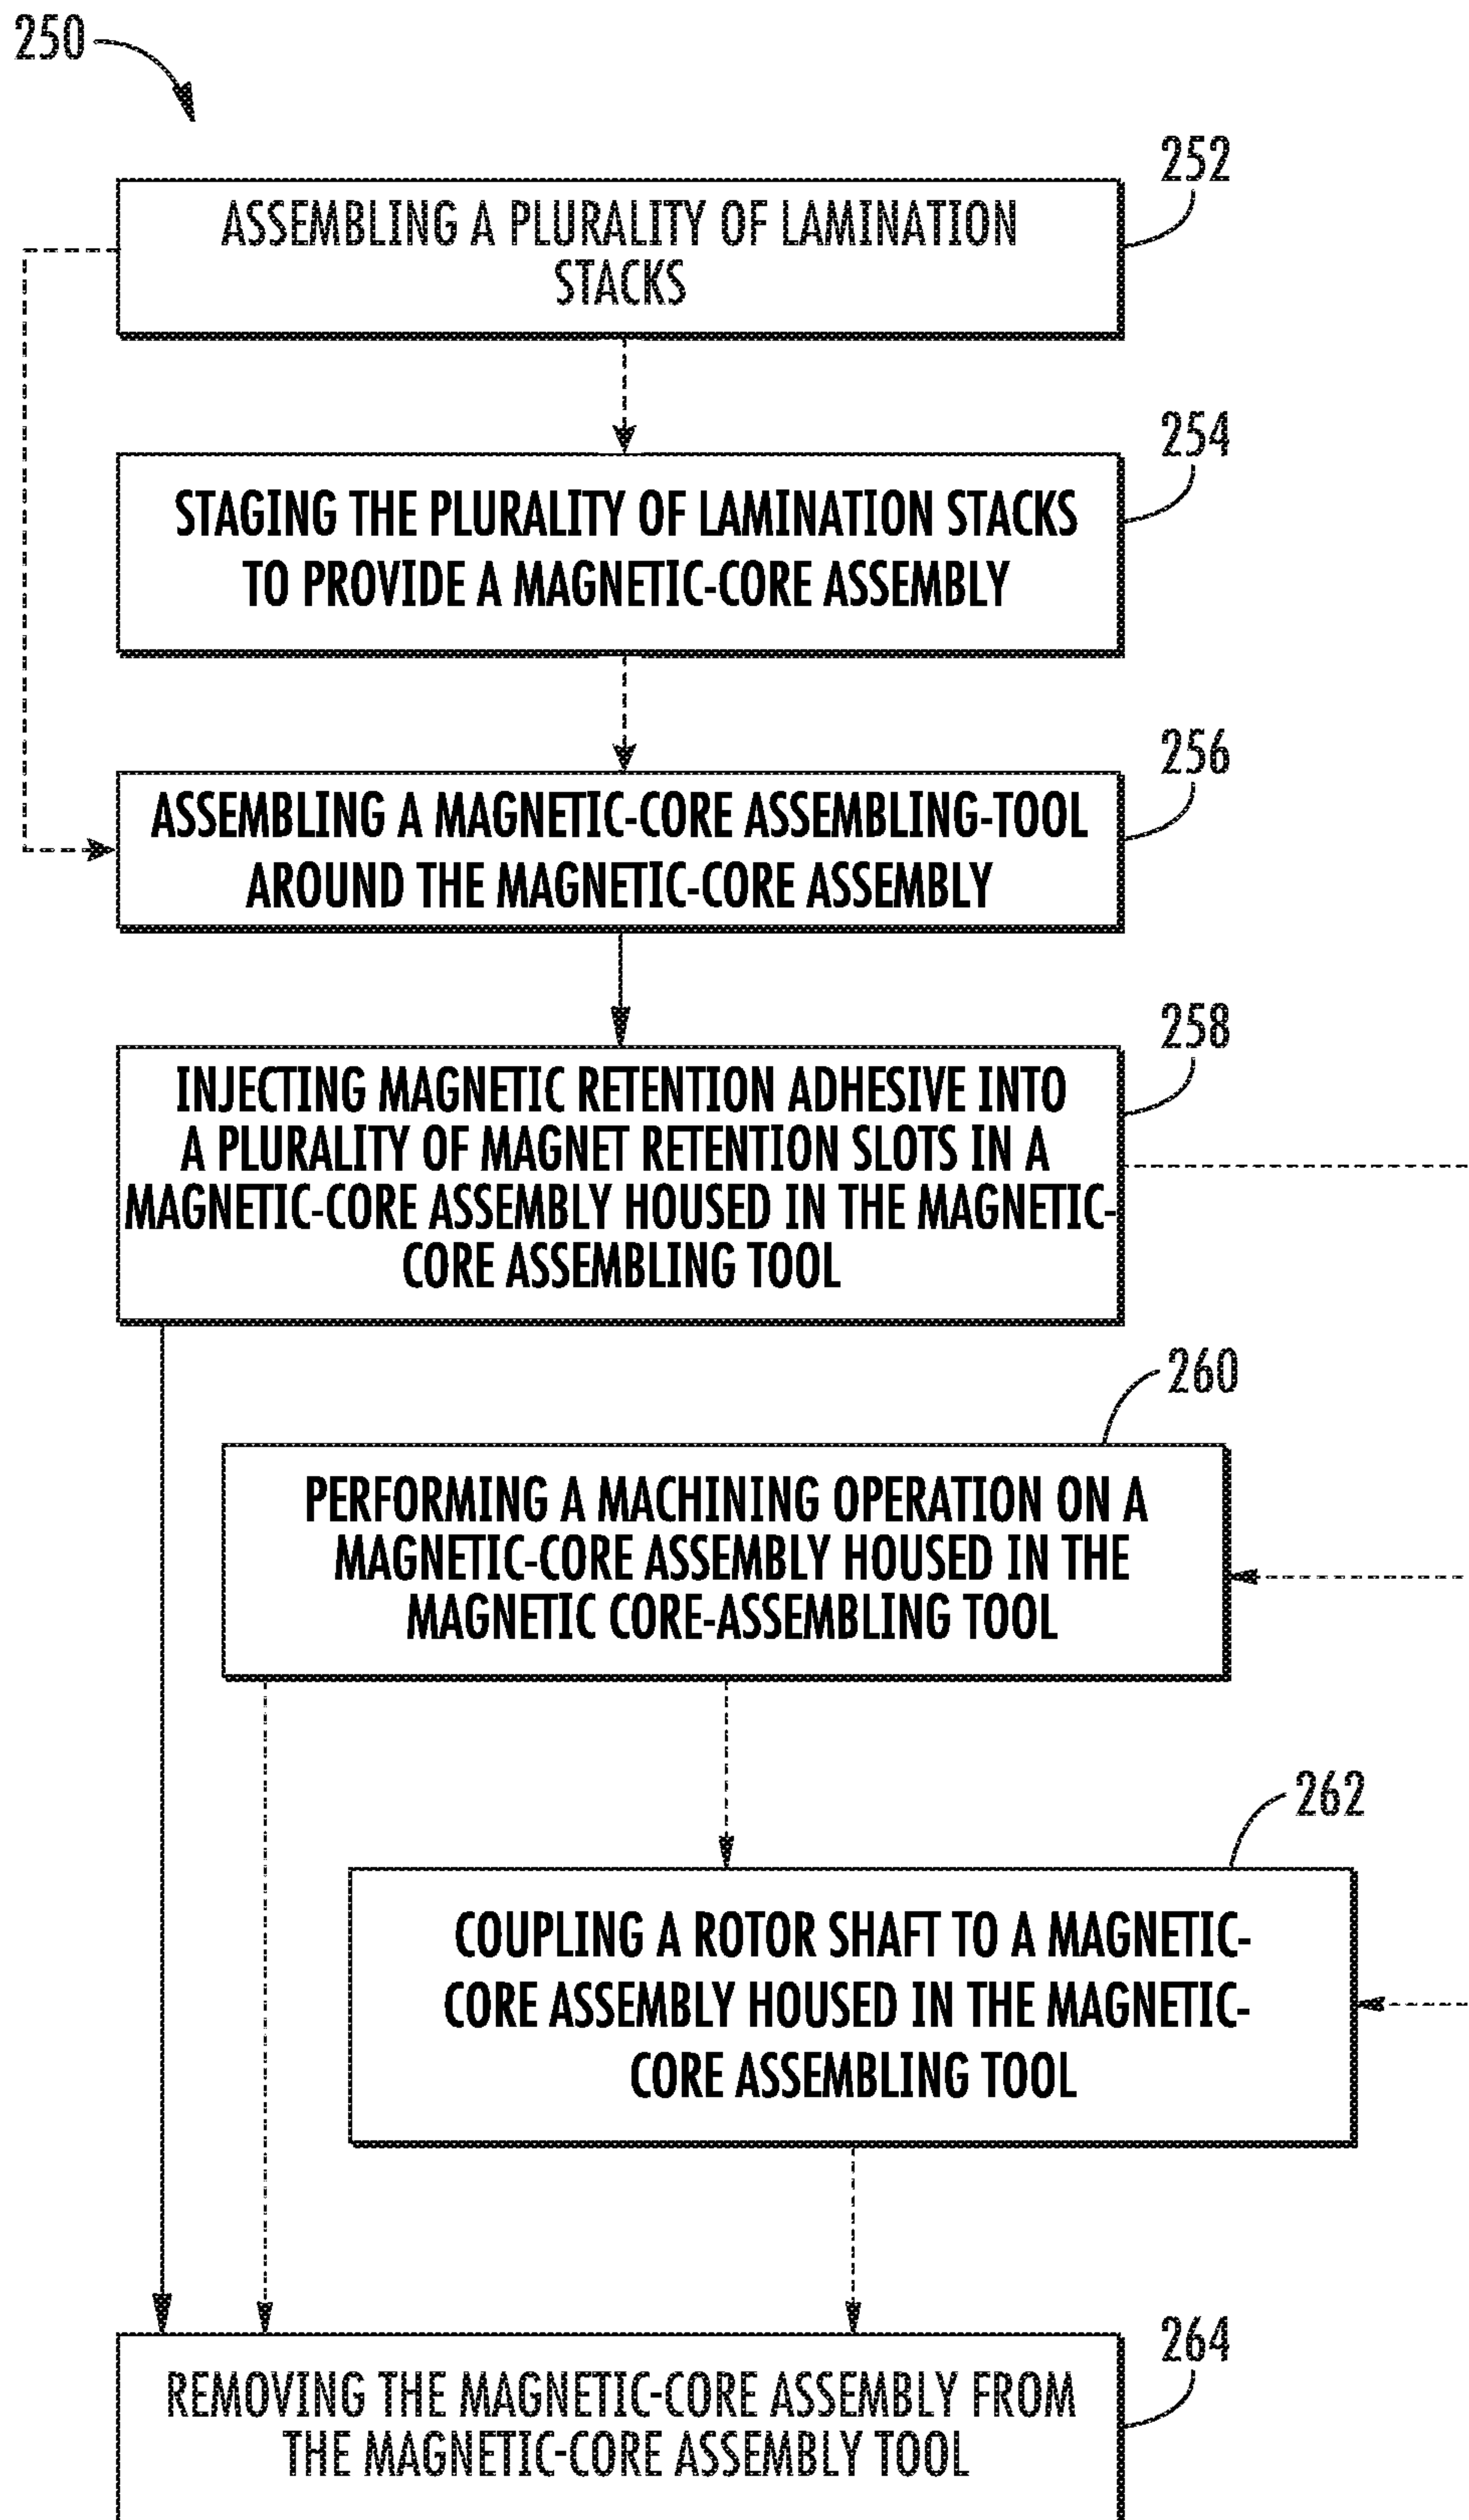 250
252
ASSEMBLING A PLURALITY OF LAMINATION
STACKS
254
STAGING THE PLURALITY OF LAMINATION STACKS
TO PROVIDE A MAGNETIC-CORE ASSEMBLY
256
ASSEMBLING A MAGNETIC-CORE ASSEMBLING-TOOL
AROUND THE MAGNETIC-CORE ASSEMBLY
258
INJECTING MAGNETIC RETENTION ADHESIVE INTO
A PLURALITY OF MAGNET RETENTION SLOTS IN A
MAGNETIC-CORE ASSEMBLY HOUSED IN THE MAGNETIC-
CORE ASSEMBLING TOOL
260
PERFORMING A MACHINING OPERATION ON A
MAGNETIC-CORE ASSEMBLY HOUSED IN THE
MAGNETIC CORE-ASSEMBLING TOOL
262
COUPLING A ROTOR SHAFT TO A MAGNETIC-
CORE ASSEMBLY HOUSED IN THE MAGNETIC-
CORE ASSEMBLING TOOL
264
REMOVING THE MAGNETIC-CORE ASSEMBLY FROM
THE MAGNETIC-CORE ASSEMBLY TOOL